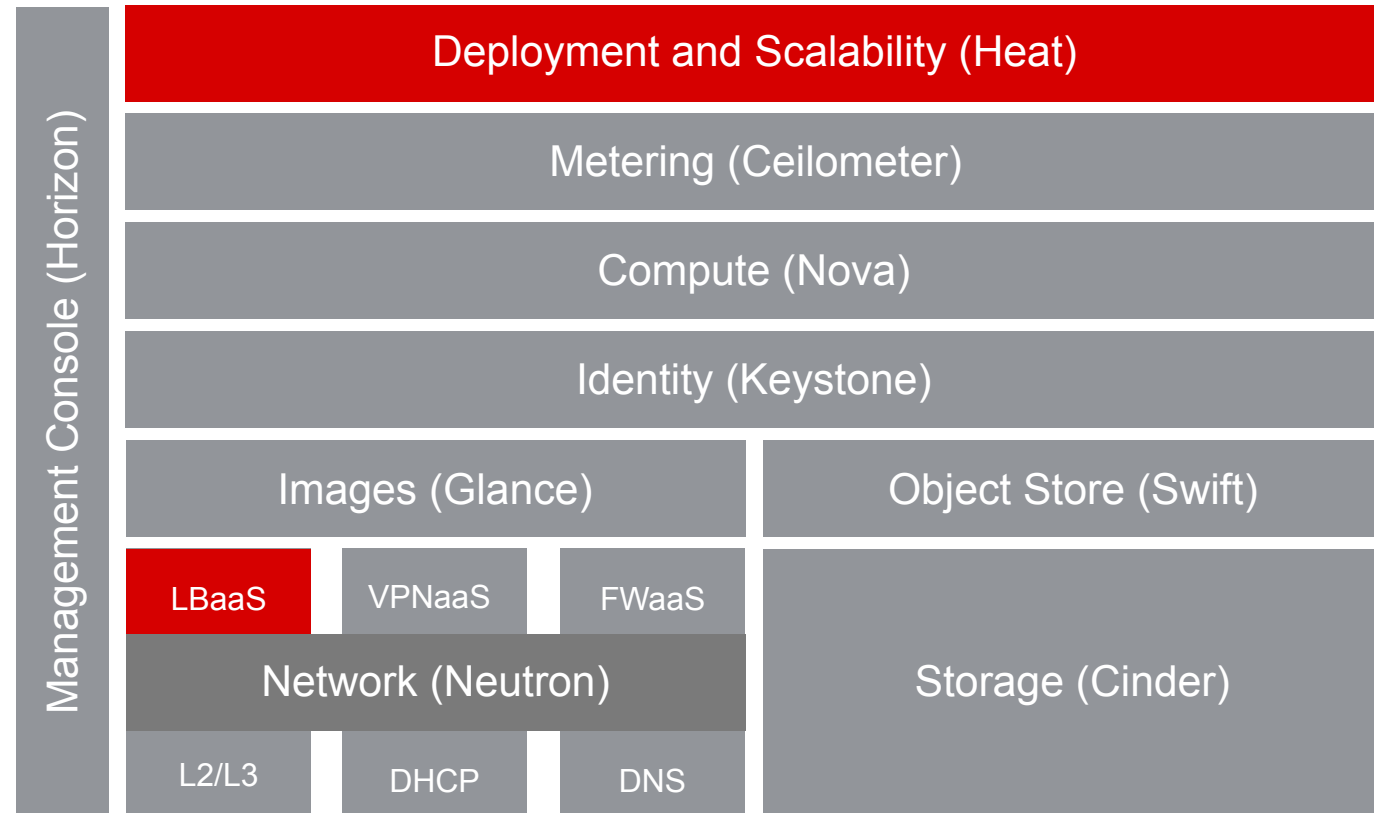 Management Console (Horizon)
Deployment and Scalability (Heat)
Metering (Ceilometer)
Compute (Nova)
Identity (Keystone)
Images (Glance)
Object Store (Swift)
LBaaS
VPNaaS
FWaaS
Network (Neutron)
Storage (Cinder)
L2/L3
DHCP
DNS